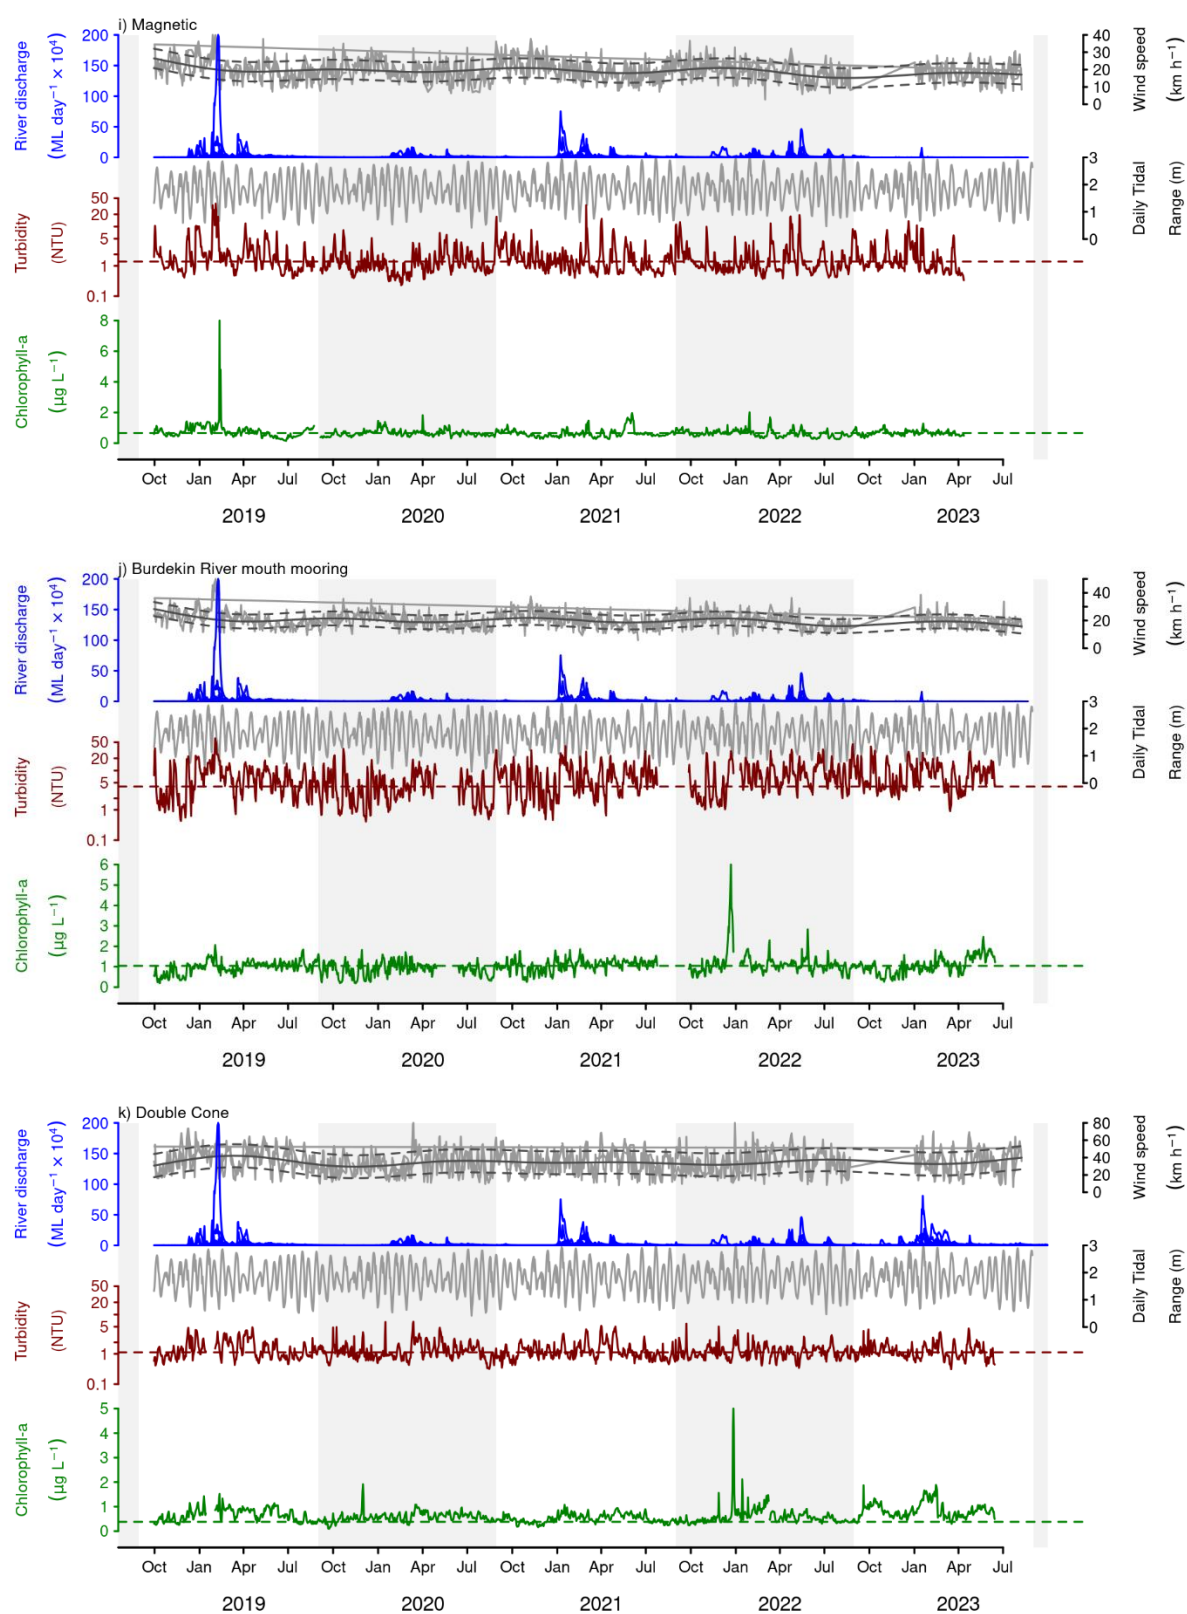 i) Magnetic
River discharge
(ML day⁻¹ × 10⁴)
200
150
100
50
0
Wind speed
(km h⁻¹)
40
30
20
10
0
Daily Tidal
Range (m)
3
2
1
0
Turbidity
(NTU)
50
20
5
1
0.1
Chlorophyll-a
(µg L⁻¹)
8
6
4
2
0
Oct Jan Apr Jul Oct Jan Apr Jul Oct Jan Apr Jul Oct Jan Apr Jul Oct Jan Apr Jul
2019 2020 2021 2022 2023
j) Burdekin River mouth mooring
River discharge
(ML day⁻¹ × 10⁴)
200
150
100
50
0
Wind speed
(km h⁻¹)
40
20
0
Daily Tidal
Range (m)
3
2
1
0
Turbidity
(NTU)
50
20
5
1
0.1
Chlorophyll-a
(µg L⁻¹)
6
5
4
3
2
1
0
Oct Jan Apr Jul Oct Jan Apr Jul Oct Jan Apr Jul Oct Jan Apr Jul Oct Jan Apr Jul
2019 2020 2021 2022 2023
k) Double Cone
River discharge
(ML day⁻¹ × 10⁴)
200
150
100
50
0
Wind speed
(km h⁻¹)
80
60
40
20
0
Daily Tidal
Range (m)
3
2
1
0
Turbidity
(NTU)
50
20
5
1
0.1
Chlorophyll-a
(µg L⁻¹)
5
4
3
2
1
0
Oct Jan Apr Jul Oct Jan Apr Jul Oct Jan Apr Jul Oct Jan Apr Jul Oct Jan Apr Jul
2019 2020 2021 2022 2023